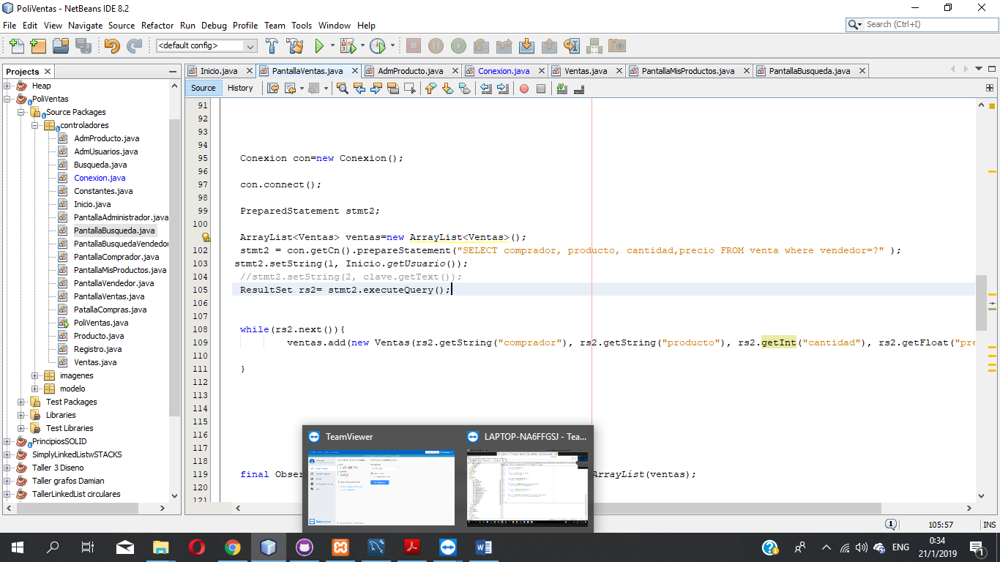 PoliVentas - NetBeans IDE 8.2
File Edit View Navigate Source Refactor Run Debug Profile Team Tools Window Help
Search (Ctrl+I)
<default config>
Projects
Heap
PoliVentas
Source Packages
controladores
AdmProducto.java
AdmUsuarios.java
Busqueda.java
Conexion.java
Constantes.java
Inicio.java
PantallaAdministrador.java
PantallaBusqueda.java
PantallaBusquedaVendedor
PantallaComprador.java
PantallaMisProductos.java
PantallaVendedor.java
PantallaVentas.java
PatallaCompras.java
PoliVentas.java
Producto.java
Registro.java
Ventas.java
imagenes
modelo
Test Packages
Libraries
Test Libraries
PrincipiosSOLID
SimplyLinkedListwSTACKS
Taller 3 Diseno
Taller grafos Damian
TallerLinkedList circulares
Inicio.java PantallaVentas.java AdmProducto.java Conexion.java Ventas.java PantallaMisProductos.java PantallaBusqueda.java
Source History
91
92
93
94
95 Conexion con=new Conexion();
96
97 con.connect();
98
99 PreparedStatement stmt2;
100
ArrayList<Ventas> ventas=new ArrayList<Ventas>();
102 stmt2 = con.getCn().prepareStatement("SELECT comprador, producto, cantidad,precio FROM venta where vendedor=?" );
103 stmt2.setString(1, Inicio.getUsuario());
104 //stmt2.setString(2, clave.getText());
105 ResultSet rs2= stmt2.executeQuery();
106
107
108 while(rs2.next()){
109 ventas.add(new Ventas(rs2.getString("comprador"), rs2.getString("producto"), rs2.getInt("cantidad"), rs2.getFloat("pre
110
111 }
112
113
114
115
116
117
118
119 final Obser ArrayList(ventas);
120
121
TeamViewer
LAPTOP-NA6FFGSJ - Tea...
1
105:57 INS
ENG
0:34
21/1/2019
1